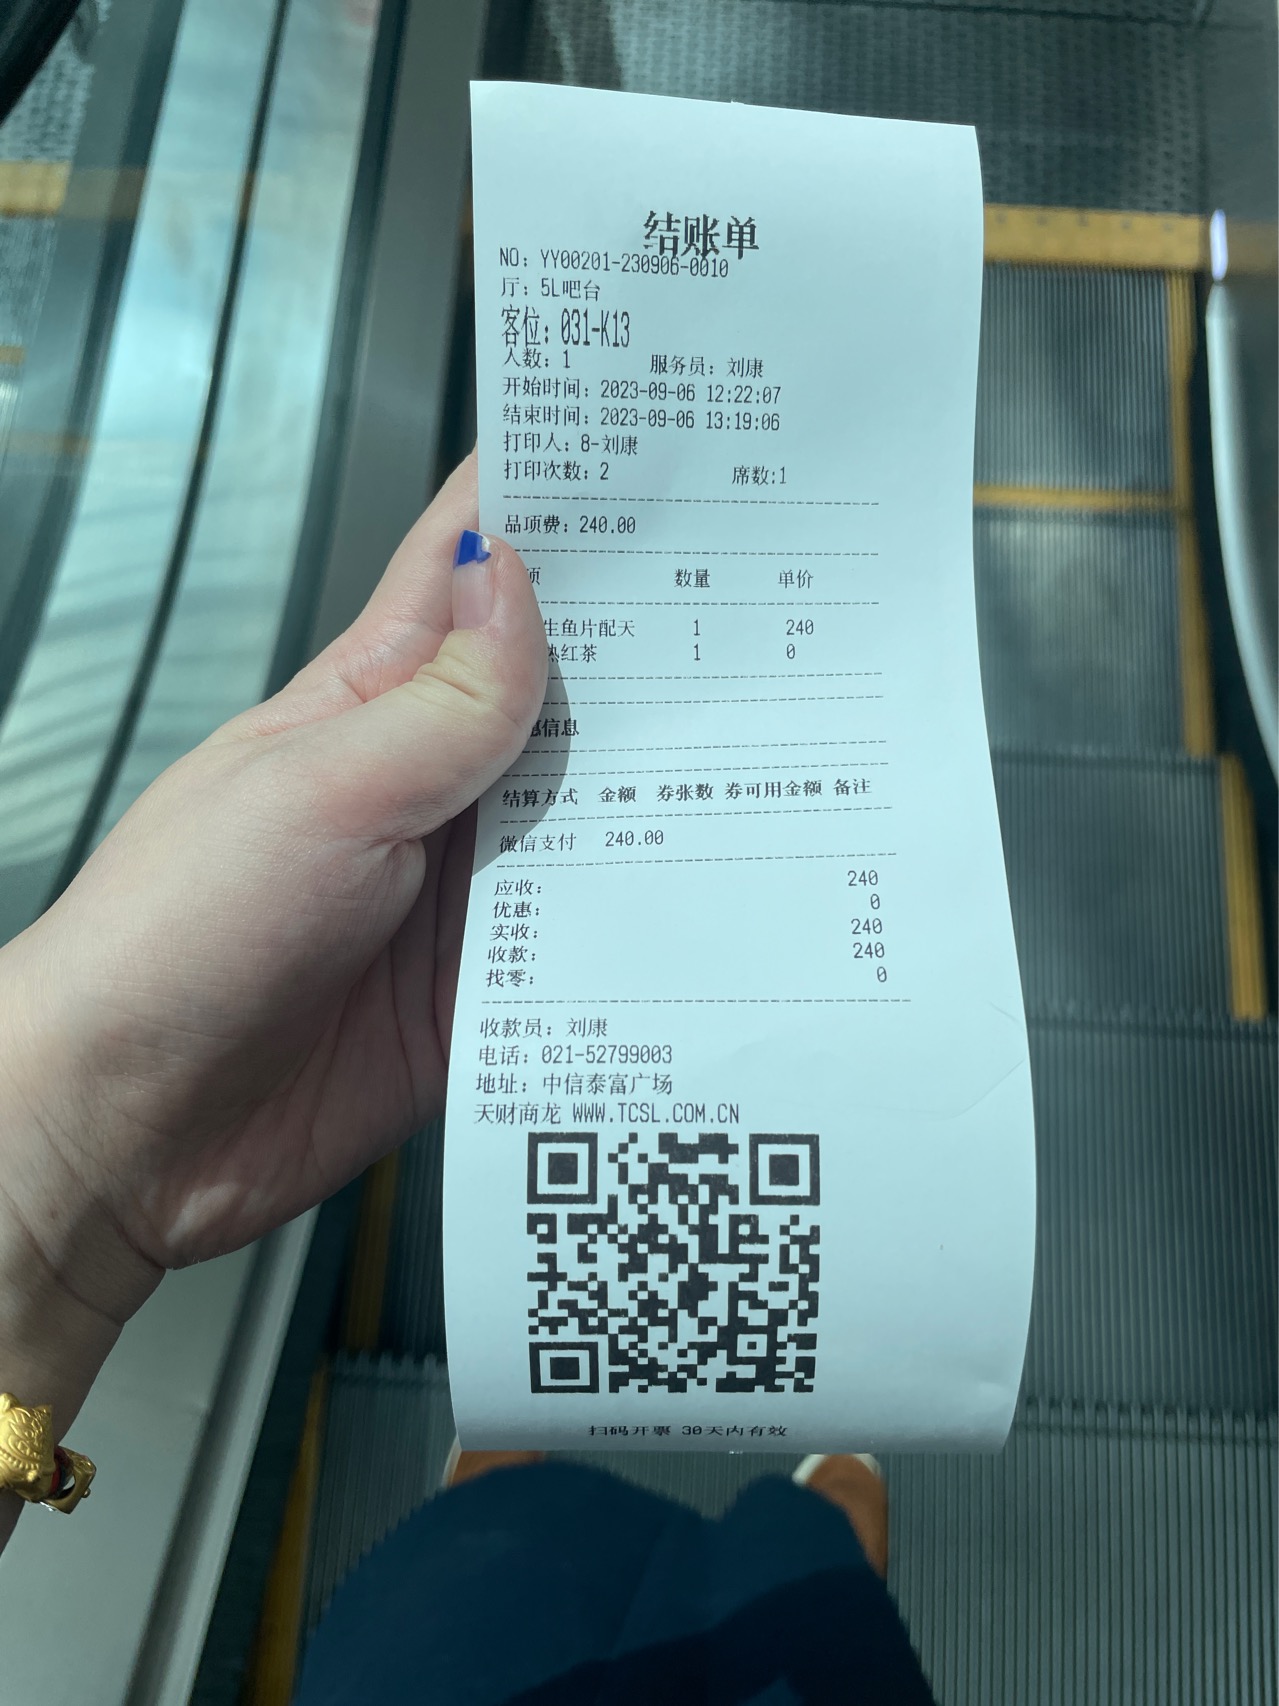 结账单
NO: YY00201-230906-0010
厅: 5L吧台
客位: 031-K13
人数: 1 服务员: 刘康
开始时间: 2023-09-06 12:22:07
结束时间: 2023-09-06 13:19:06
打印人: 8-刘康
打印次数: 2 席数:1
品项费: 240.00
项 数量 单价
生鱼片配天 1 240
热红茶 1 0
惠信息
结算方式 金额 券张数 券可用金额 备注
微信支付 240.00
应收: 240
优惠: 0
实收: 240
收款: 240
找零: 0
收款员: 刘康
电话: 021-52799003
地址: 中信泰富广场
天财商龙 WWW.TCSL.COM.CN
扫码开票 30天内有效